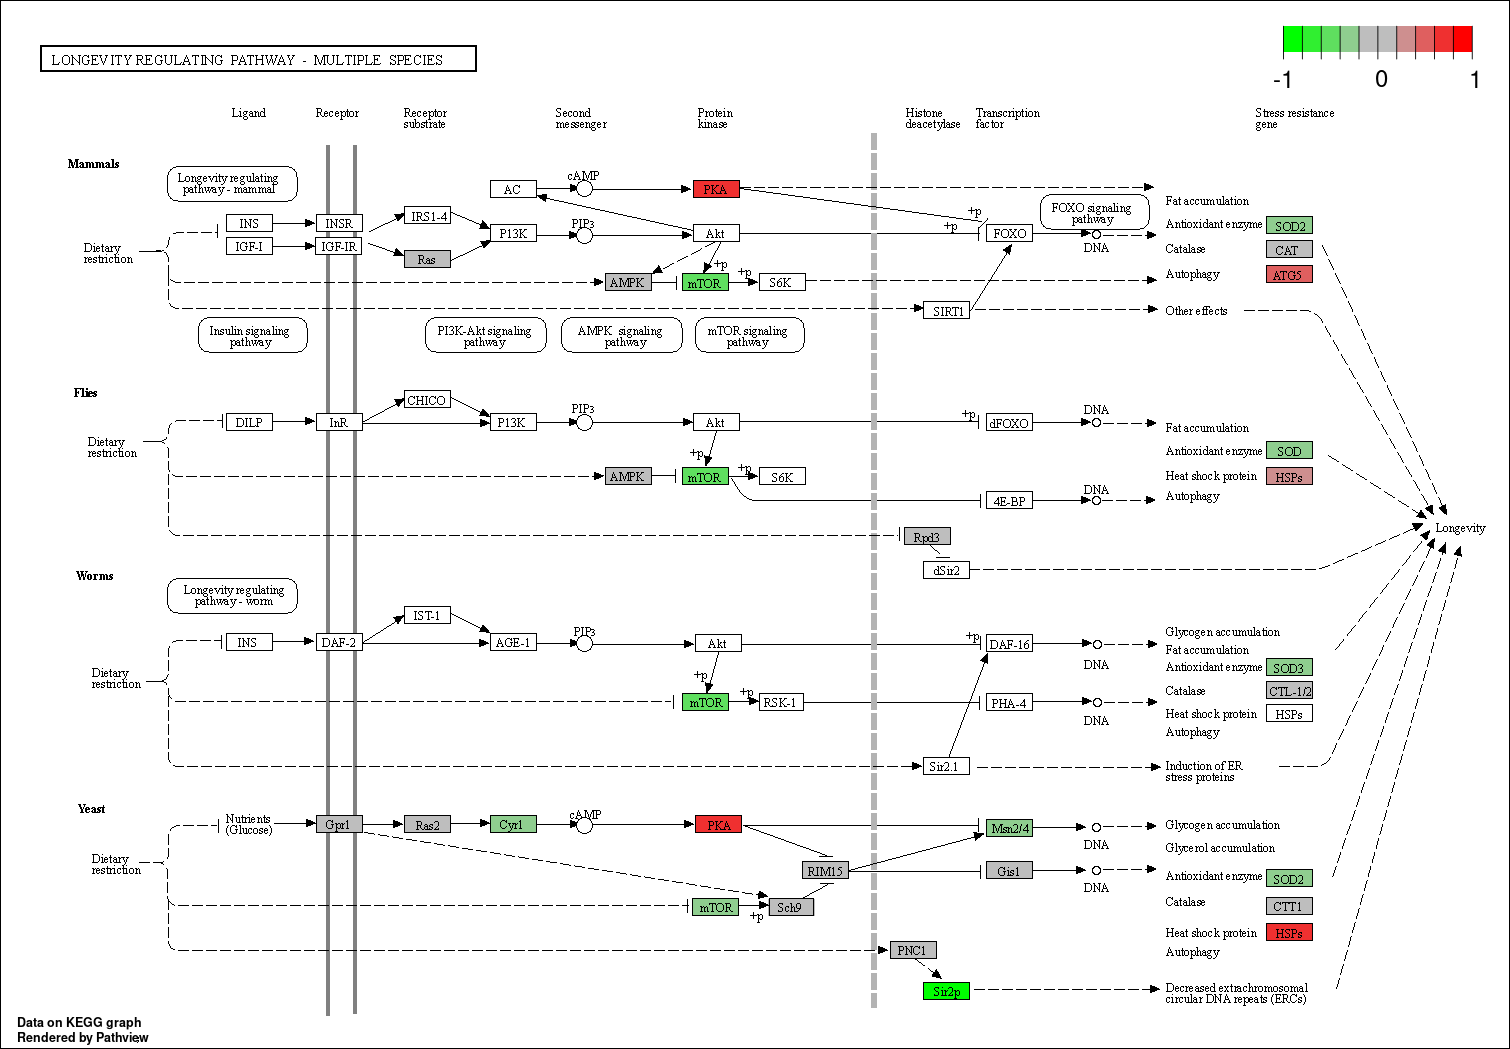 LONGEVITY REGULATING PATHWAY - MULTIPLE SPECIES
-1 0 1
Ligand
Receptor
Receptor
substrate
Second
messenger
Protein
kinase
Histone
deacetylase
Transcription
factor
Stress resistance
gene
Mammals
Longevity regulating
pathway - mammal
AC
cAMP
PKA
FOXO signaling
pathway
Fat accumulation
INS
INSR
IRS1-4
P13K
PIP3
Akt
+p
+p
FOXO
DNA
Antioxidant enzyme
SOD2
Dietary
restriction
IGF-I
IGF-IR
Ras
Catalase
CAT
AMPK
+p
mTOR
+p
S6K
Autophagy
ATG5
SIRT1
Other effects
Insulin signaling
pathway
PI3K-Akt signaling
pathway
AMPK signaling
pathway
mTOR signaling
pathway
Flies
CHICO
DILP
InR
P13K
PIP3
Akt
+p
dFOXO
DNA
Fat accumulation
Dietary
restriction
+p
Antioxidant enzyme
SOD
AMPK
mTOR
+p
S6K
Heat shock protein
HSPs
4E-BP
DNA
Autophagy
Longevity
Rpd3
dSir2
Worms
Longevity regulating
pathway - worm
IST-1
INS
DAF-2
AGE-1
PIP3
Akt
+p
DAF-16
DNA
Glycogen accumulation
Fat accumulation
Antioxidant enzyme
SOD3
Dietary
restriction
+p
Catalase
CTL-1/2
mTOR
+p
RSK-1
PHA-4
DNA
Heat shock protein
HSPs
Autophagy
Sir2.1
Induction of ER
stress proteins
Yeast
Nutrients
(Glucose)
Gpr1
Ras2
Cyr1
cAMP
PKA
Msn2/4
DNA
Glycogen accumulation
Glycerol accumulation
Dietary
restriction
RIM15
Gis1
DNA
Antioxidant enzyme
SOD2
mTOR
+p
Sch9
Catalase
CTT1
Heat shock protein
HSPs
PNC1
Autophagy
Sir2p
Decreased extrachromosomal
circular DNA repeats (ERCs)
Data on KEGG graph
Rendered by Pathview